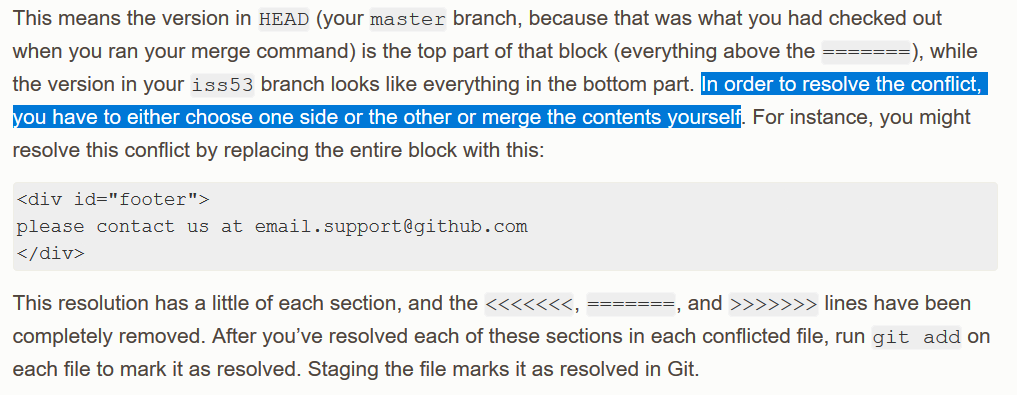 This means the version in HEAD (your master branch, because that was what you had checked out
when you ran your merge command) is the top part of that block (everything above the =======), while
the version in your iss53 branch looks like everything in the bottom part. In order to resolve the conflict,
you have to either choose one side or the other or merge the contents yourself. For instance, you might
resolve this conflict by replacing the entire block with this:
<div id="footer">
please contact us at email.support@github.com
</div>
This resolution has a little of each section, and the <<<<<<<, =======, and >>>>>>> lines have been
completely removed. After you’ve resolved each of these sections in each conflicted file, run git add on
each file to mark it as resolved. Staging the file marks it as resolved in Git.